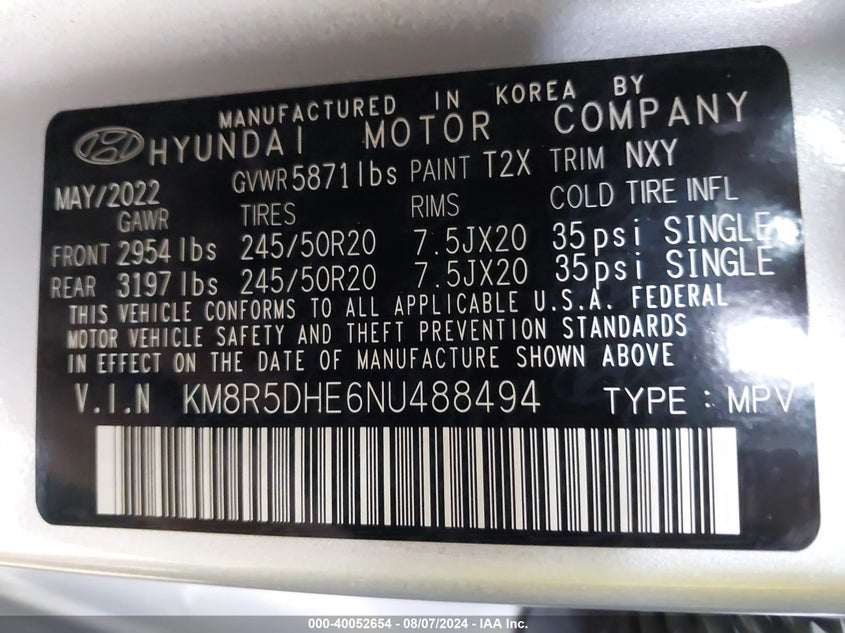 MANUFACTURED IN KOREA BY
HYUNDAI MOTOR COMPANY
MAY/2022 GVWR 5871lbs PAINT T2X TRIM NXY
GAWR TIRES RIMS COLD TIRE INFL
FRONT 2954 lbs 245/50R20 7.5JX20 35psi SINGLE
REAR 3197 lbs 245/50R20 7.5JX20 35psi SINGLE
THIS VEHICLE CONFORMS TO ALL APPLICABLE U.S.A. FEDERAL
MOTOR VEHICLE SAFETY AND THEFT PREVENTION STANDARDS
IN EFFECT ON THE DATE OF MANUFACTURE SHOWN ABOVE
V.I.N KM8R5DHE6NU488494 TYPE : MPV
000-40052654 - 08/07/2024 - IAA Inc.